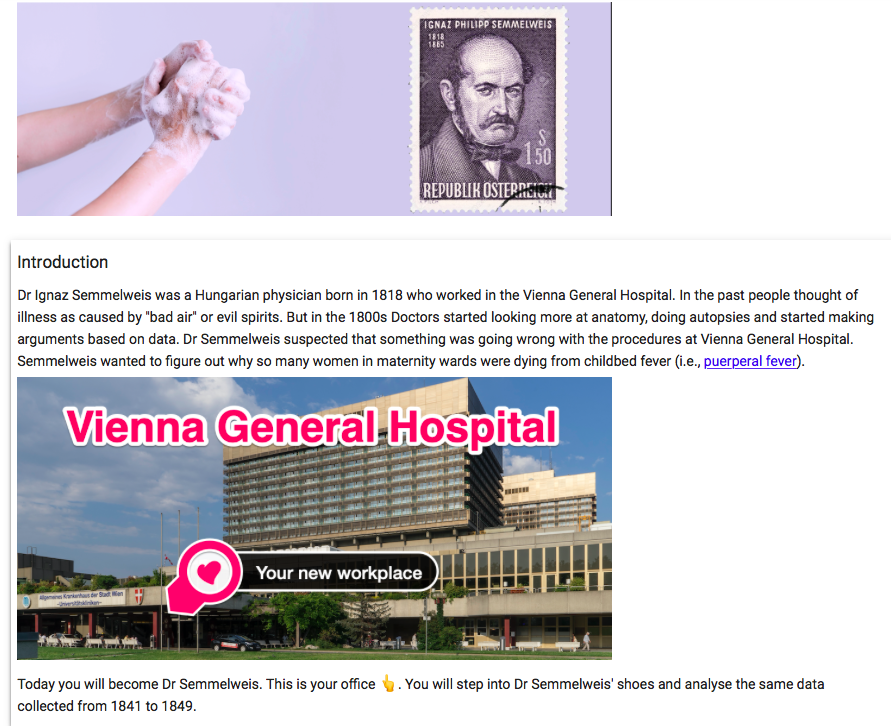 IGNAZ PHILIPP SEMMELWEIS
1818
1865
S
1 50
REPUBLIK ÖSTERREICH
Introduction
Dr Ignaz Semmelweis was a Hungarian physician born in 1818 who worked in the Vienna General Hospital. In the past people thought of
illness as caused by "bad air" or evil spirits. But in the 1800s Doctors started looking more at anatomy, doing autopsies and started making
arguments based on data. Dr Semmelweis suspected that something was going wrong with the procedures at Vienna General Hospital.
Semmelweis wanted to figure out why so many women in maternity wards were dying from childbed fever (i.e., puerperal fever).
Vienna General Hospital
Your new workplace
Allgemeines Krankenhaus der Stadt Wien
-Universitätskliniken-
Today you will become Dr Semmelweis. This is your office 👆. You will step into Dr Semmelweis' shoes and analyse the same data
collected from 1841 to 1849.